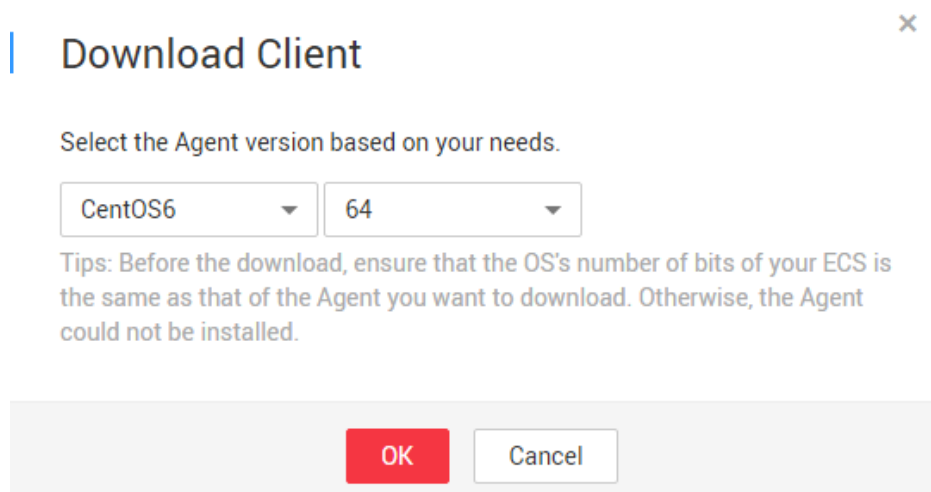 Download Client
Select the Agent version based on your needs.
CentOS6 64
Tips: Before the download, ensure that the OS's number of bits of your ECS is
the same as that of the Agent you want to download. Otherwise, the Agent
could not be installed.
OK Cancel